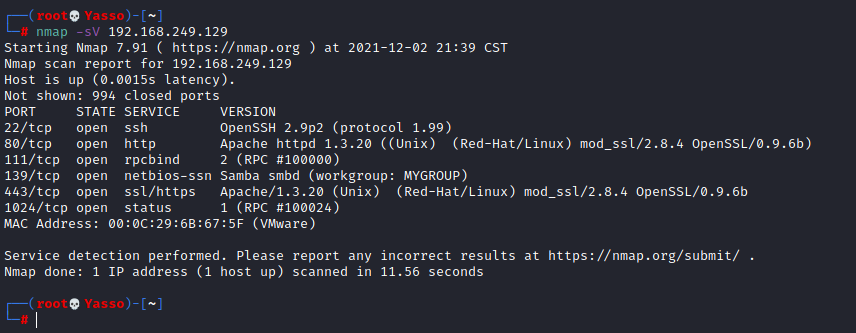 ┌──(root💀Yasso)-[~]
└─# nmap -sV 192.168.249.129
Starting Nmap 7.91 ( https://nmap.org ) at 2021-12-02 21:39 CST
Nmap scan report for 192.168.249.129
Host is up (0.0015s latency).
Not shown: 994 closed ports
PORT     STATE SERVICE     VERSION
22/tcp   open  ssh         OpenSSH 2.9p2 (protocol 1.99)
80/tcp   open  http        Apache httpd 1.3.20 ((Unix)  (Red-Hat/Linux) mod_ssl/2.8.4 OpenSSL/0.9.6b)
111/tcp  open  rpcbind     2 (RPC #100000)
139/tcp  open  netbios-ssn Samba smbd (workgroup: MYGROUP)
443/tcp  open  ssl/https   Apache/1.3.20 (Unix)  (Red-Hat/Linux) mod_ssl/2.8.4 OpenSSL/0.9.6b
1024/tcp open  status      1 (RPC #100024)
MAC Address: 00:0C:29:6B:67:5F (VMware)
Service detection performed. Please report any incorrect results at https://nmap.org/submit/ .
Nmap done: 1 IP address (1 host up) scanned in 11.56 seconds
┌──(root💀Yasso)-[~]
└─#